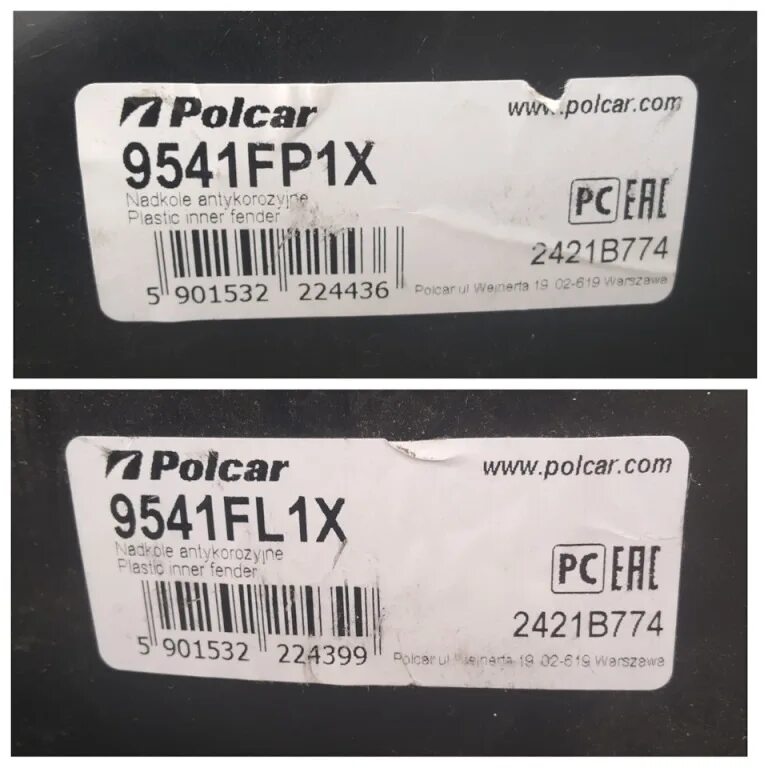 Polcar www.polcar.com
9541FP1X
Nadkole antykorozyjne
Plastic inner fender
PC EAC
2421B774
5 901532 224436
Polcar ul Wejnerta 19 02-619 Warszawa
Polcar www.polcar.com
9541FL1X
Nadkole antykorozyjne
Plastic inner fender
PC EAC
2421B774
5 901532 224399
Polcar ul Wejnerta 19 02-619 Warszawa